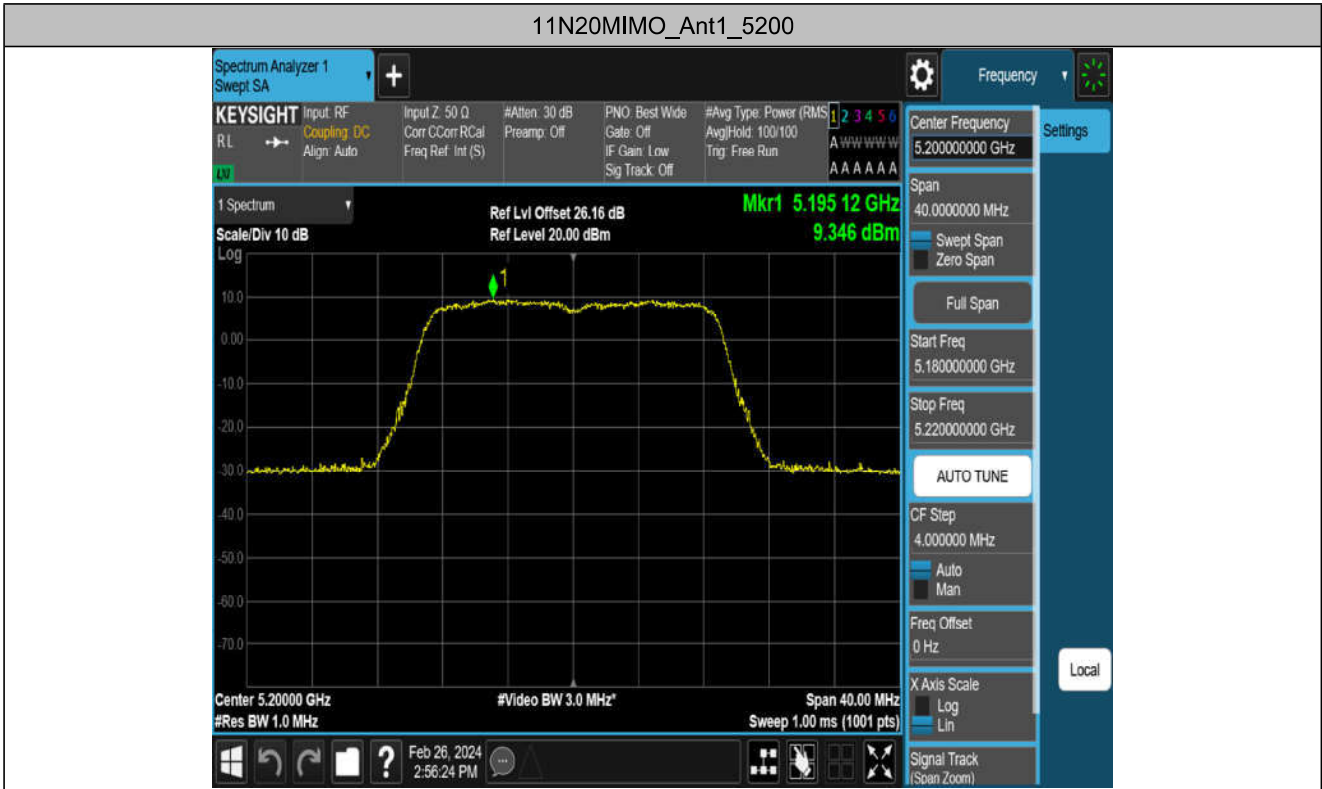 11N20MIMO_Ant1_5200
Spectrum Analyzer 1
Swept SA
+
Frequency
KEYSIGHT
RL
LXI
Input: RF
Coupling: DC
Align: Auto
Input Z: 50 Ω
Corr CCorr RCal
Freq Ref: Int (S)
#Atten: 30 dB
Preamp: Off
PNO: Best Wide
Gate: Off
IF Gain: Low
Sig Track: Off
#Avg Type: Power (RMS
Avg|Hold: 100/100
Trig: Free Run
1 2 3 4 5 6
A W W W W W
A A A A A A
1 Spectrum
Scale/Div 10 dB
Log
Ref Lvl Offset 26.16 dB
Ref Level 20.00 dBm
Mkr1 5.195 12 GHz
9.346 dBm
1
10.0
0.00
-10.0
-20.0
-30.0
-40.0
-50.0
-60.0
-70.0
Center 5.20000 GHz
#Res BW 1.0 MHz
#Video BW 3.0 MHz*
Span 40.00 MHz
Sweep 1.00 ms (1001 pts)
Center Frequency
5.200000000 GHz
Settings
Span
40.0000000 MHz
Swept Span
Zero Span
Full Span
Start Freq
5.180000000 GHz
Stop Freq
5.220000000 GHz
AUTO TUNE
CF Step
4.000000 MHz
Auto
Man
Freq Offset
0 Hz
X Axis Scale
Log
Lin
Local
Signal Track
(Span Zoom)
?
Feb 26, 2024
2:56:24 PM